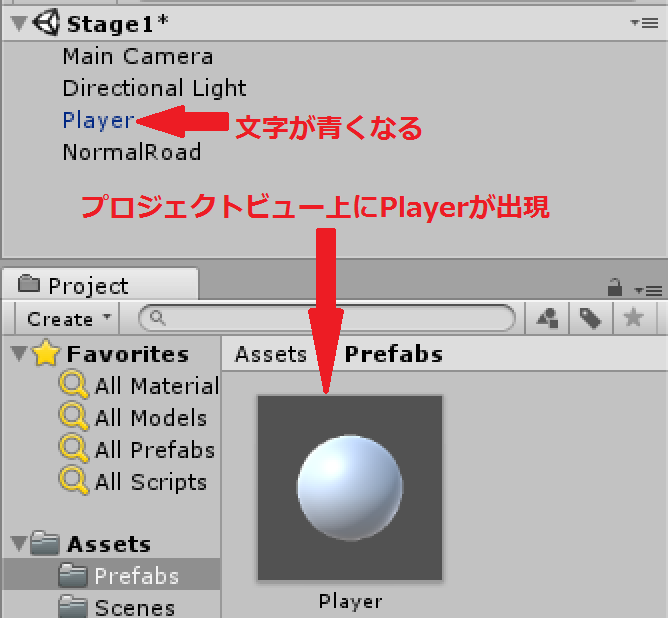 Stage1*
Main Camera
Directional Light
Player
文字が青くなる
NormalRoad
プロジェクトビュー上にPlayerが出現
Project
Create
Favorites
Assets
Prefabs
All Material
All Models
All Prefabs
All Scripts
Assets
Prefabs
Scenes
Player